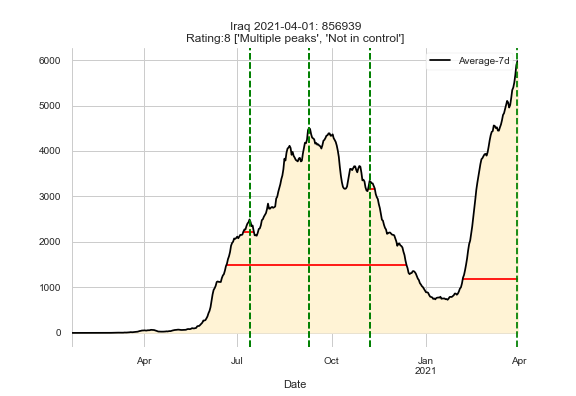 Iraq 2021-04-01: 856939
Rating:8 ['Multiple peaks', 'Not in control']
Average-7d
6000
5000
4000
3000
2000
1000
0
Apr
Jul
Oct
Jan
2021
Apr
Date